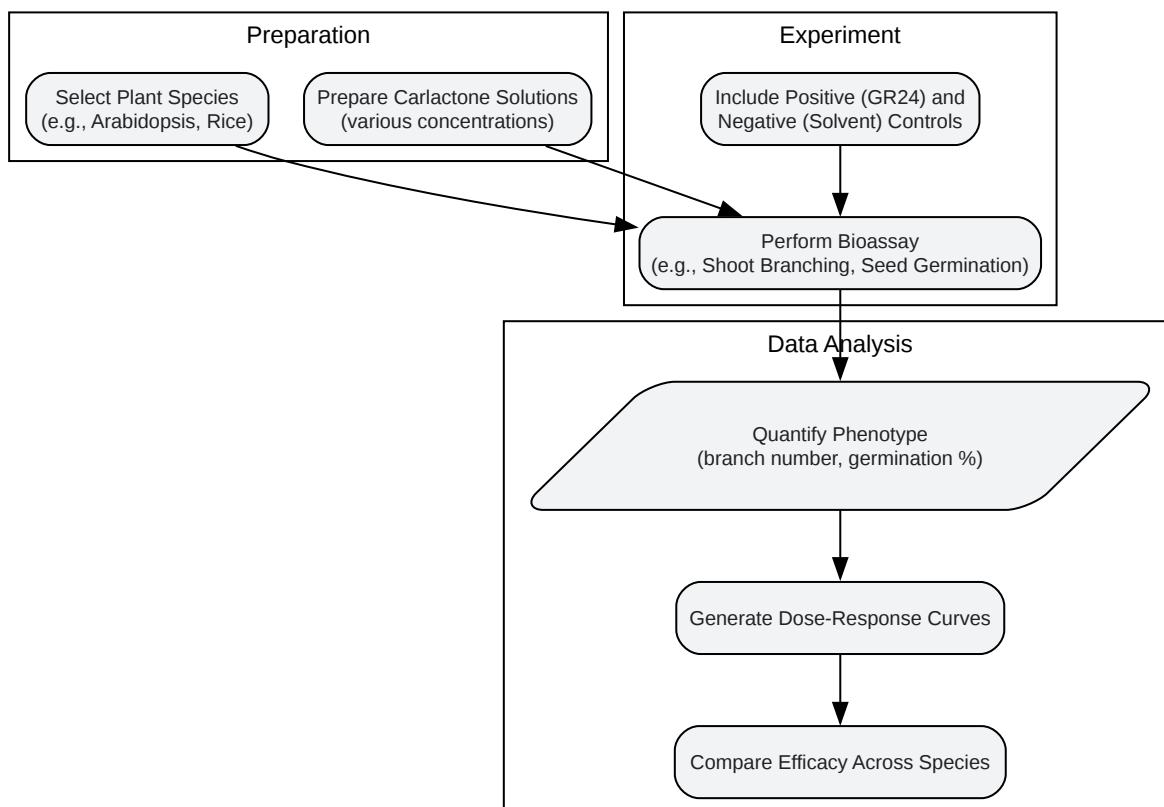 Preparation
Select Plant Species
(e.g., Arabidopsis, Rice)
Prepare Carlactone Solutions
(various concentrations)
Experiment
Include Positive (GR24) and
Negative (Solvent) Controls
Perform Bioassay
(e.g., Shoot Branching, Seed Germination)
Data Analysis
Quantify Phenotype
(branch number, germination %)
Generate Dose-Response Curves
Compare Efficacy Across Species